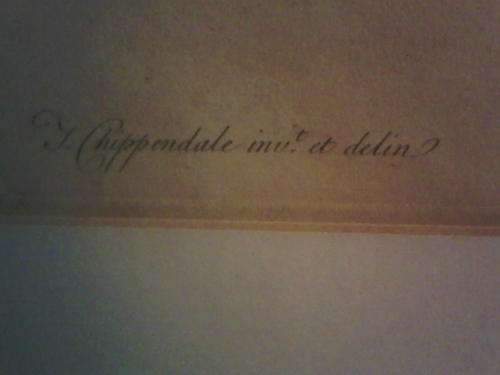 T. Chippendale inv.t et delin.